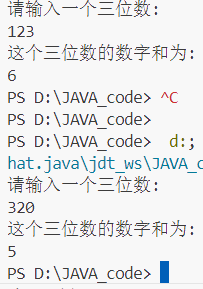 请输入一个三位数:
123
这个三位数的数字和为:
6
PS D:\JAVA_code> ^C
PS D:\JAVA_code>
PS D:\JAVA_code>  d:;
hat.java\jdt_ws\JAVA_c
请输入一个三位数:
320
这个三位数的数字和为:
5
PS D:\JAVA_code>